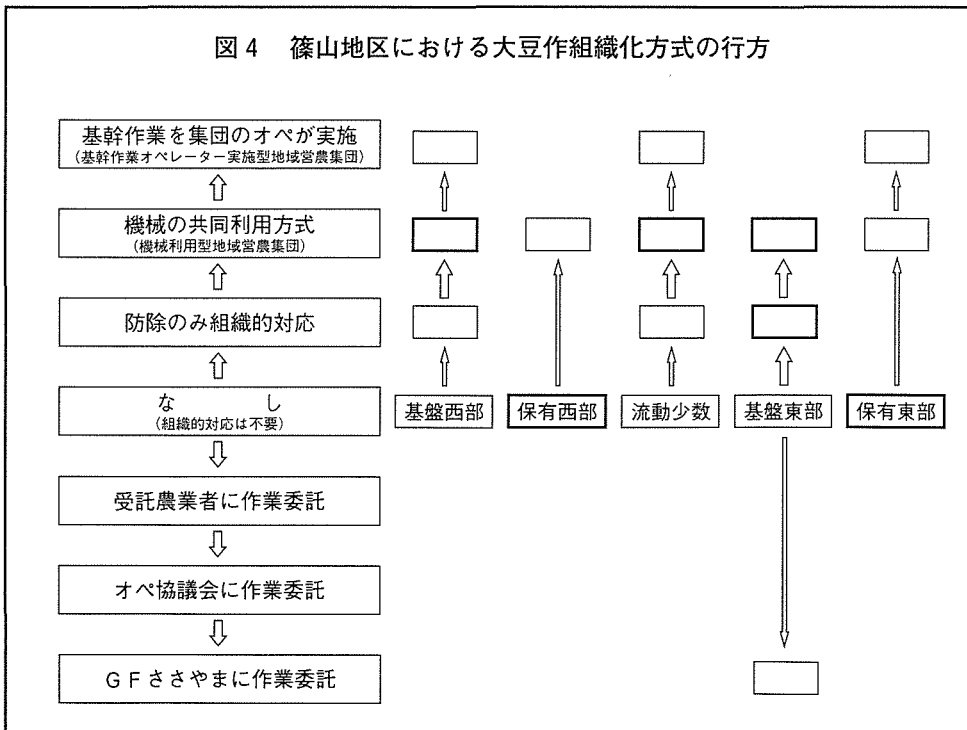 図4 篠山地区における大豆作組織化方式の行方
基幹作業を集団のオペが実施
(基幹作業オペレーター実施型地域営農集団)
機械の共同利用方式
(機械利用型地域営農集団)
防除のみ組織的対応
なし
(組織的対応は不要)
基盤西部 保有西部 流動少数 基盤東部 保有東部
受託農業者に作業委託
オペ協議会に作業委託
GFささやまに作業委託